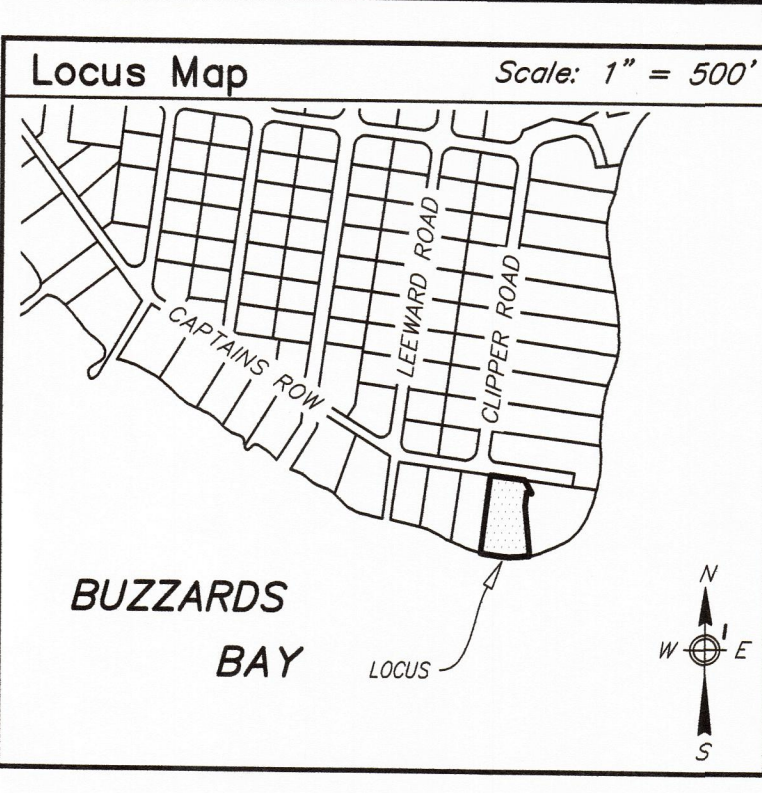 Locus Map
Scale: 1" = 500'
LEEWARD ROAD
CLIPPER ROAD
CAPTAINS ROW
BUZZARDS
BAY
LOCUS
N
W
E
S